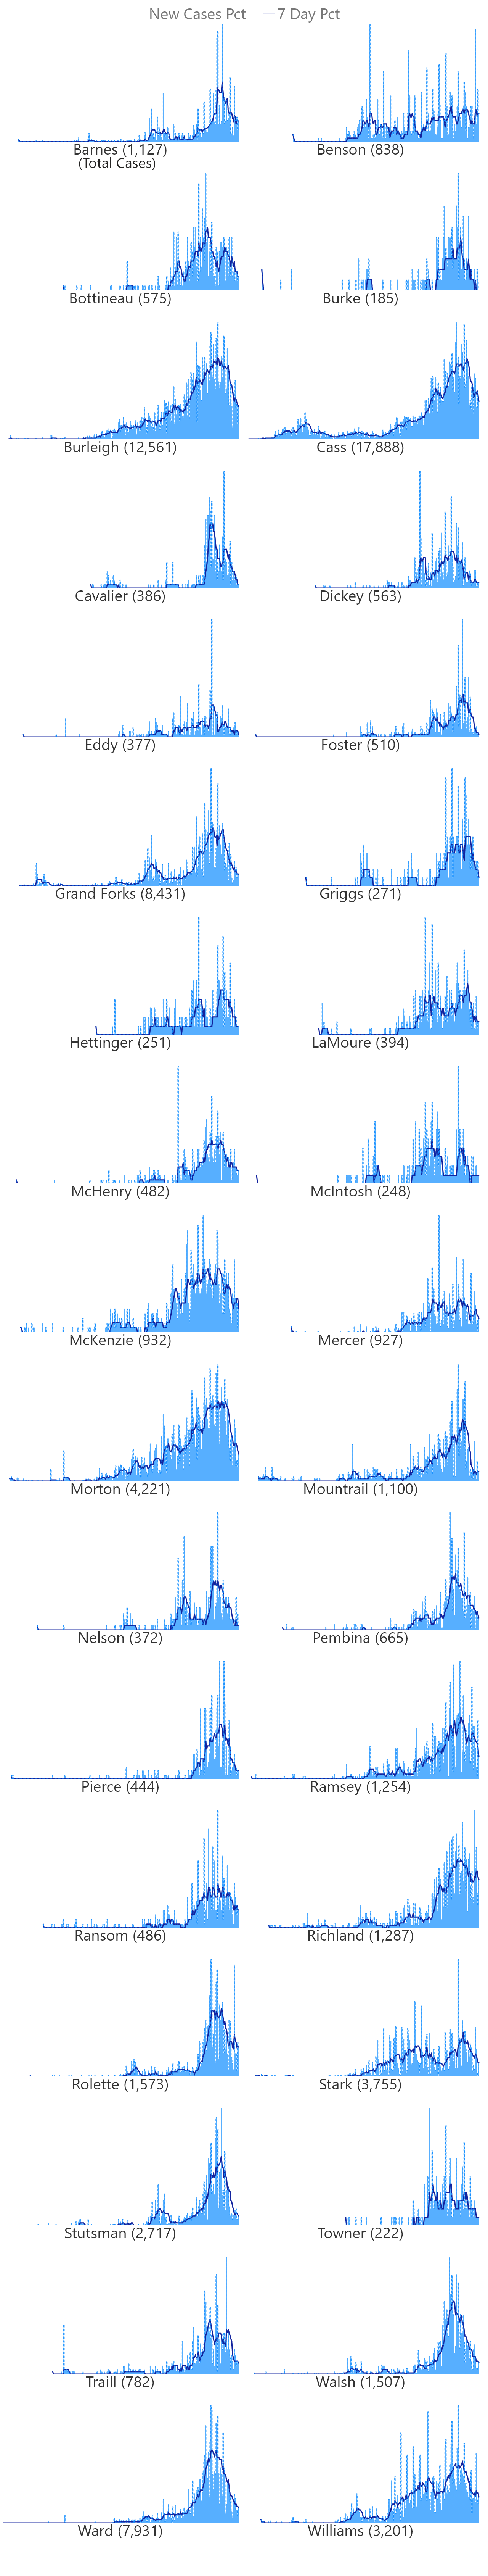 New Cases Pct 7 Day Pct
Barnes (1,127)
(Total Cases)
Benson (838)
Bottineau (575)
Burke (185)
Burleigh (12,561)
Cass (17,888)
Cavalier (386)
Dickey (563)
Eddy (377)
Foster (510)
Grand Forks (8,431)
Griggs (271)
Hettinger (251)
LaMoure (394)
McHenry (482)
McIntosh (248)
McKenzie (932)
Mercer (927)
Morton (4,221)
Mountrail (1,100)
Nelson (372)
Pembina (665)
Pierce (444)
Ramsey (1,254)
Ransom (486)
Richland (1,287)
Rolette (1,573)
Stark (3,755)
Stutsman (2,717)
Towner (222)
Traill (782)
Walsh (1,507)
Ward (7,931)
Williams (3,201)